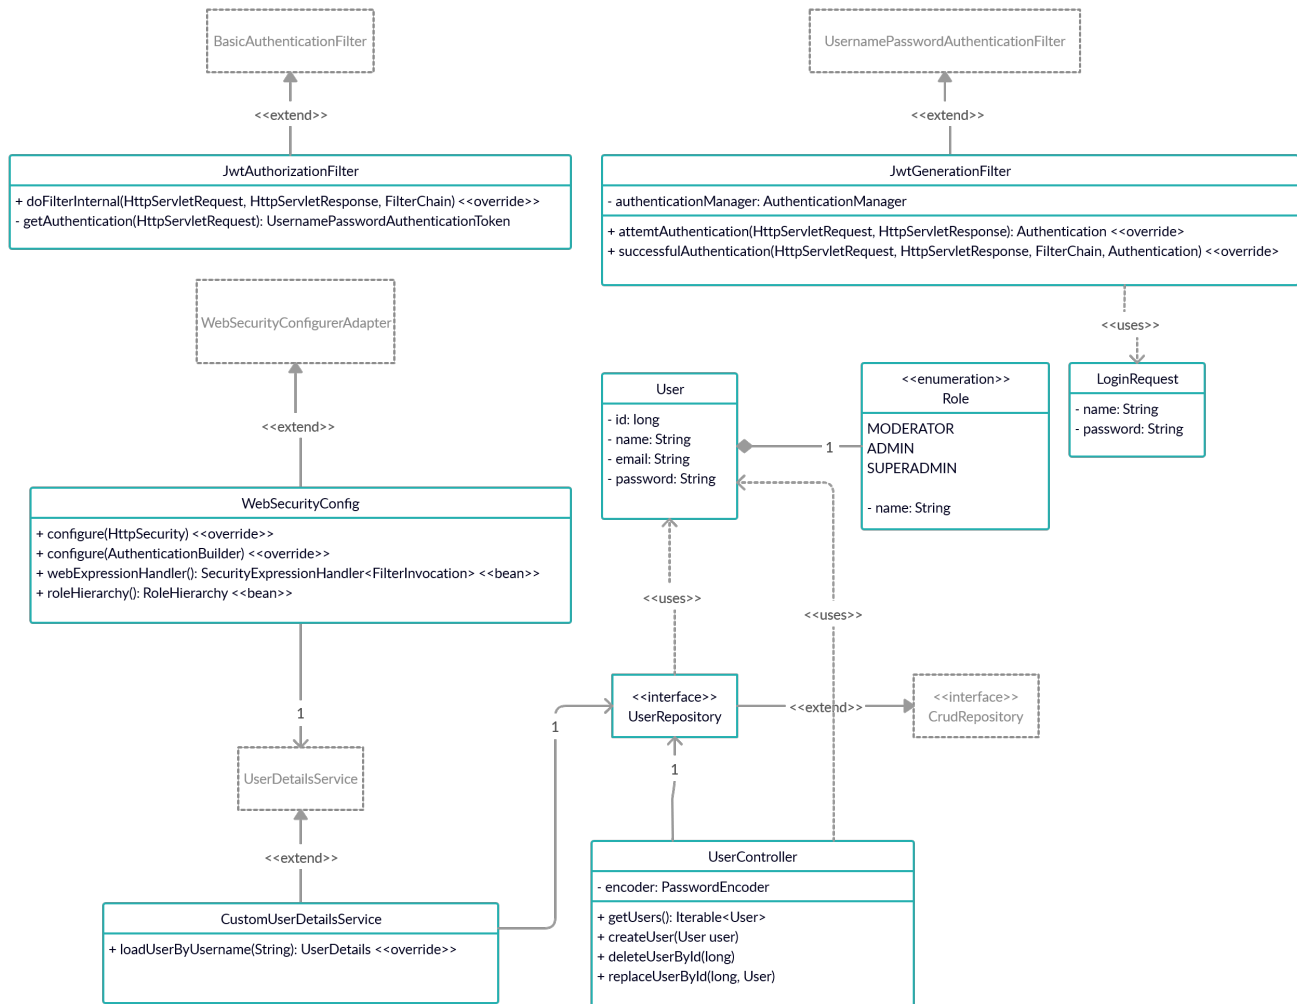 BasicAuthenticationFilter
UsernamePasswordAuthenticationFilter
<<extend>>
<<extend>>
JwtAuthorizationFilter
+ doFilterInternal(HttpServletRequest, HttpServletResponse, FilterChain) <<override>>
- getAuthentication(HttpServletRequest): UsernamePasswordAuthenticationToken
JwtGenerationFilter
- authenticationManager: AuthenticationManager
+ attemtAuthentication(HttpServletRequest, HttpServletResponse): Authentication <<override>
+ successfulAuthentication(HttpServletRequest, HttpServletResponse, FilterChain, Authentication) <<override>
WebSecurityConfigurerAdapter
<<uses>>
<<extend>>
User
- id: long
- name: String
- email: String
- password: String
1
<<enumeration>>
Role
MODERATOR
ADMIN
SUPERADMIN
- name: String
LoginRequest
- name: String
- password: String
WebSecurityConfig
+ configure(HttpSecurity) <<override>>
+ configure(AuthenticationBuilder) <<override>>
+ webExpressionHandler(): SecurityExpressionHandler<FilterInvocation> <<bean>>
+ roleHierarchy(): RoleHierarchy <<bean>>
<<uses>>
<<uses>>
<<interface>>
UserRepository
<<extend>>
<<interface>>
CrudRepository
1
1
1
UserDetailsService
<<extend>>
CustomUserDetailsService
+ loadUserByUsername(String): UserDetails <<override>>
UserController
- encoder: PasswordEncoder
+ getUsers(): Iterable<User>
+ createUser(User user)
+ deleteUserById(long)
+ replaceUserById(long, User)